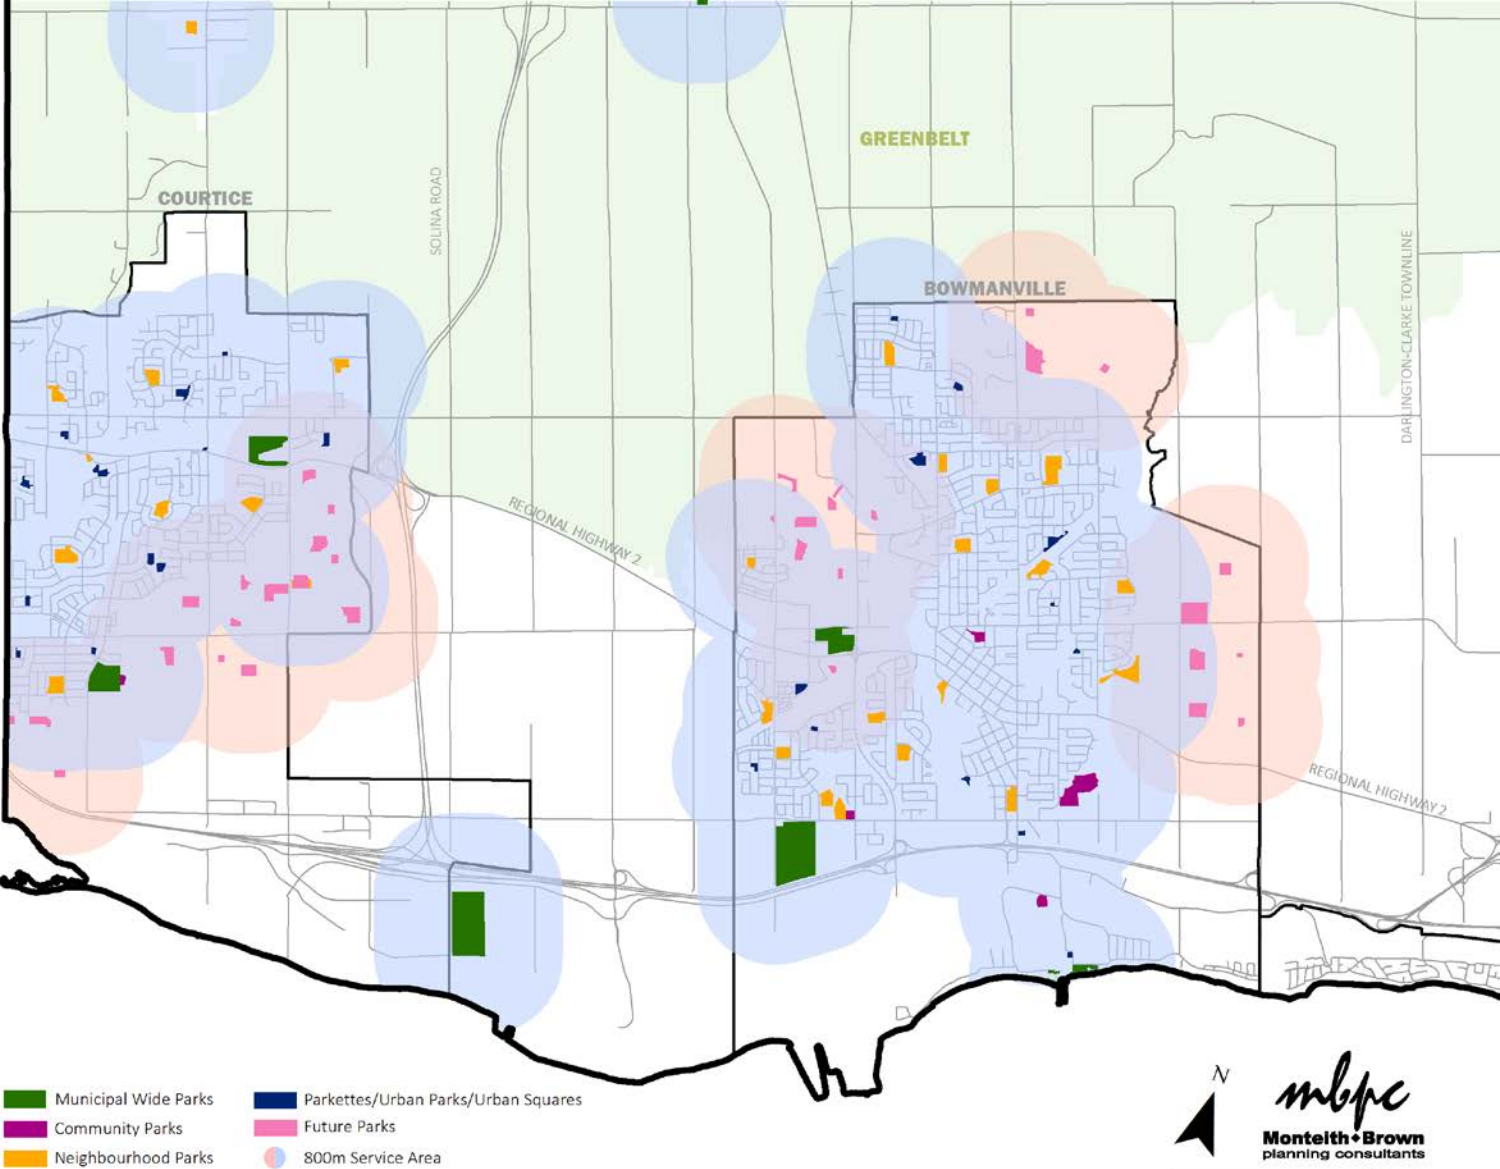 GREENBELT
COURTICE
SOLINA ROAD
DARLINGTON-CLARKE TOWNLINE
BOWMANVILLE
REGIONAL HIGHWAY 2
REGIONAL HIGHWAY 2
N
mbpc
Monteith Brown
planning consultants
Municipal Wide Parks
Community Parks
Neighbourhood Parks
Parkettes/Urban Parks/Urban Squares
Future Parks
800m Service Area